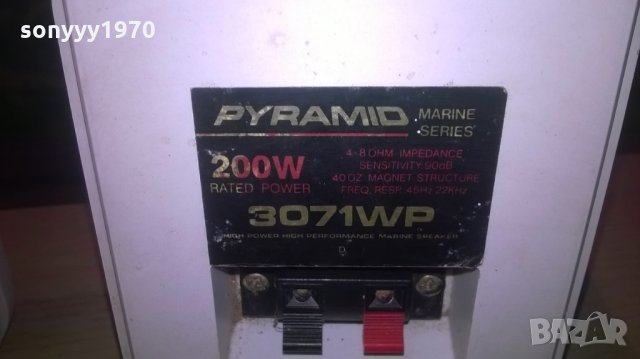 sonyyy1970
PYRAMID
MARINE
SERIES
200W
RATED POWER
4-8 OHM IMPEDANCE
SENSITIVITY: 90dB
40 OZ MAGNET STRUCTURE
FREQ. RESP. 45Hz 22KHz
3071WP
HIGH POWER HIGH PERFORMANCE MARINE SPEAKER
D
BAZAR